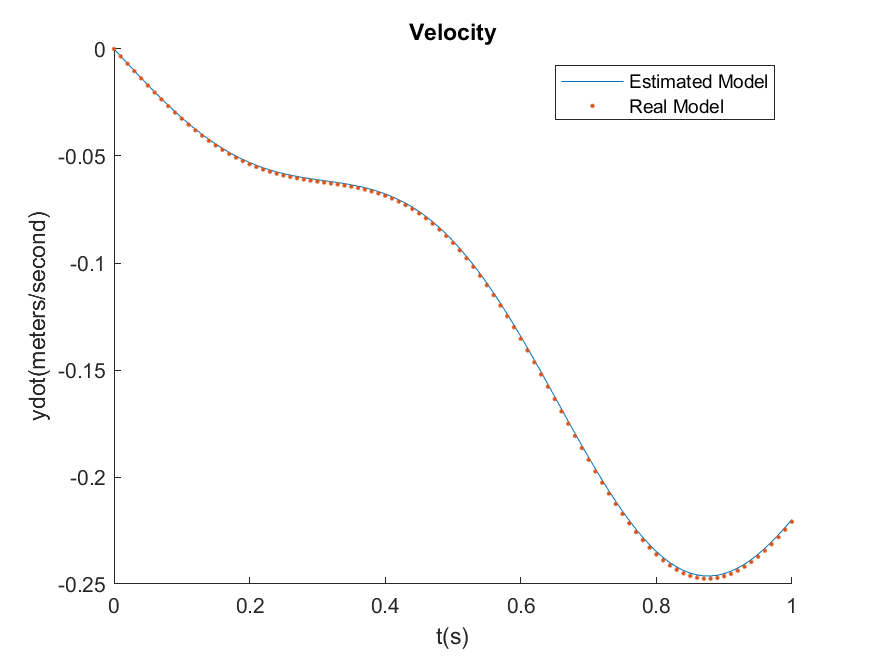 Velocity
Estimated Model
Real Model
0
-0.05
-0.1
-0.15
-0.2
-0.25
ydot(meters/second)
0 0.2 0.4 0.6 0.8 1
t(s)